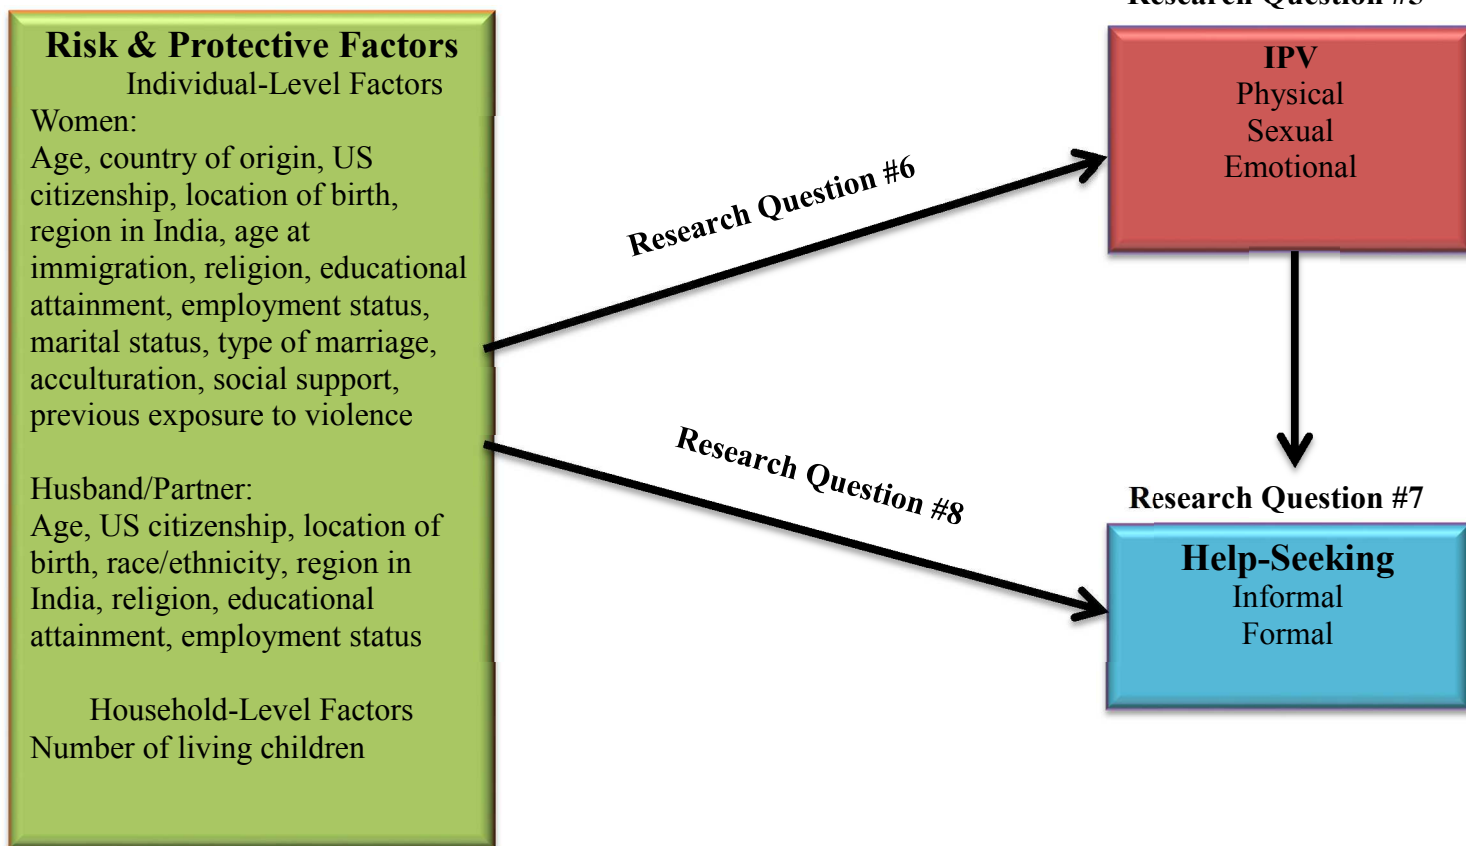 Risk & Protective Factors
Individual-Level Factors
Women:
Age, country of origin, US
citizenship, location of birth,
region in India, age at
immigration, religion, educational
attainment, employment status,
marital status, type of marriage,
acculturation, social support,
previous exposure to violence
Husband/Partner:
Age, US citizenship, location of
birth, race/ethnicity, region in
India, religion, educational
attainment, employment status
Household-Level Factors
Number of living children
Research Question #6
Research Question #8
Research Question
IPV
Physical
Sexual
Emotional
Research Question #7
Help-Seeking
Informal
Formal